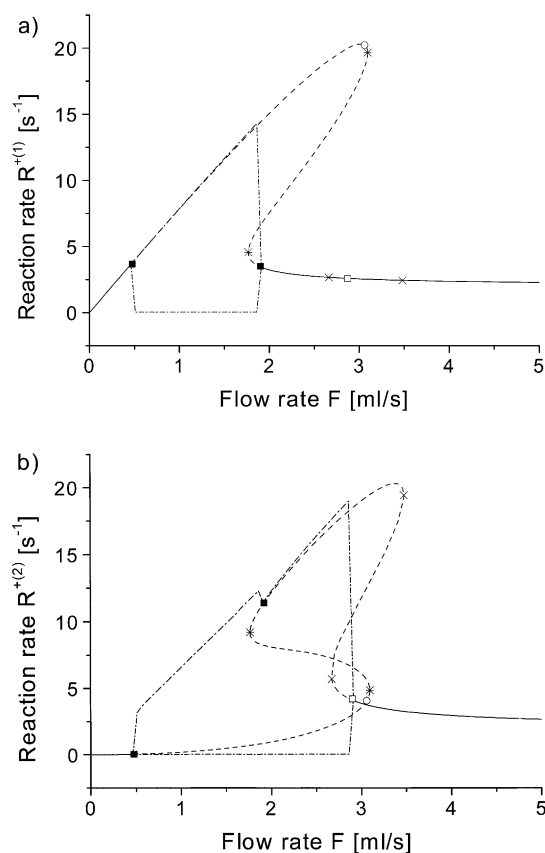 a)
20
15
10
5
0
Reaction rate R⁺⁽¹⁾ [s⁻¹]
0 1 2 3 4 5
Flow rate F [ml/s]
b)
20
15
10
5
0
Reaction rate R⁺⁽²⁾ [s⁻¹]
0 1 2 3 4 5
Flow rate F [ml/s]